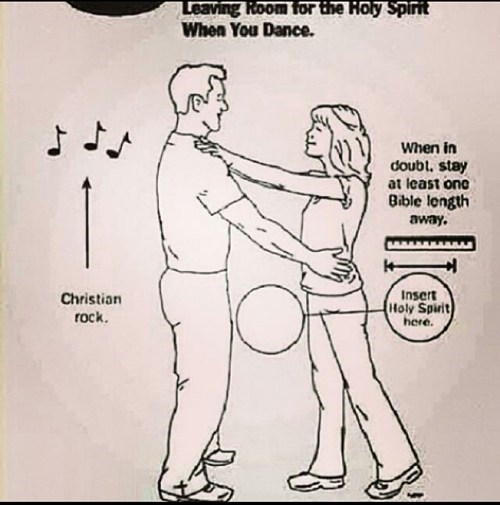 Leaving Room for the Holy Spirit
When You Dance.
When in
doubt, stay
at least one
Bible length
away.
Christian
rock.
Insert
Holy Spirit
here.